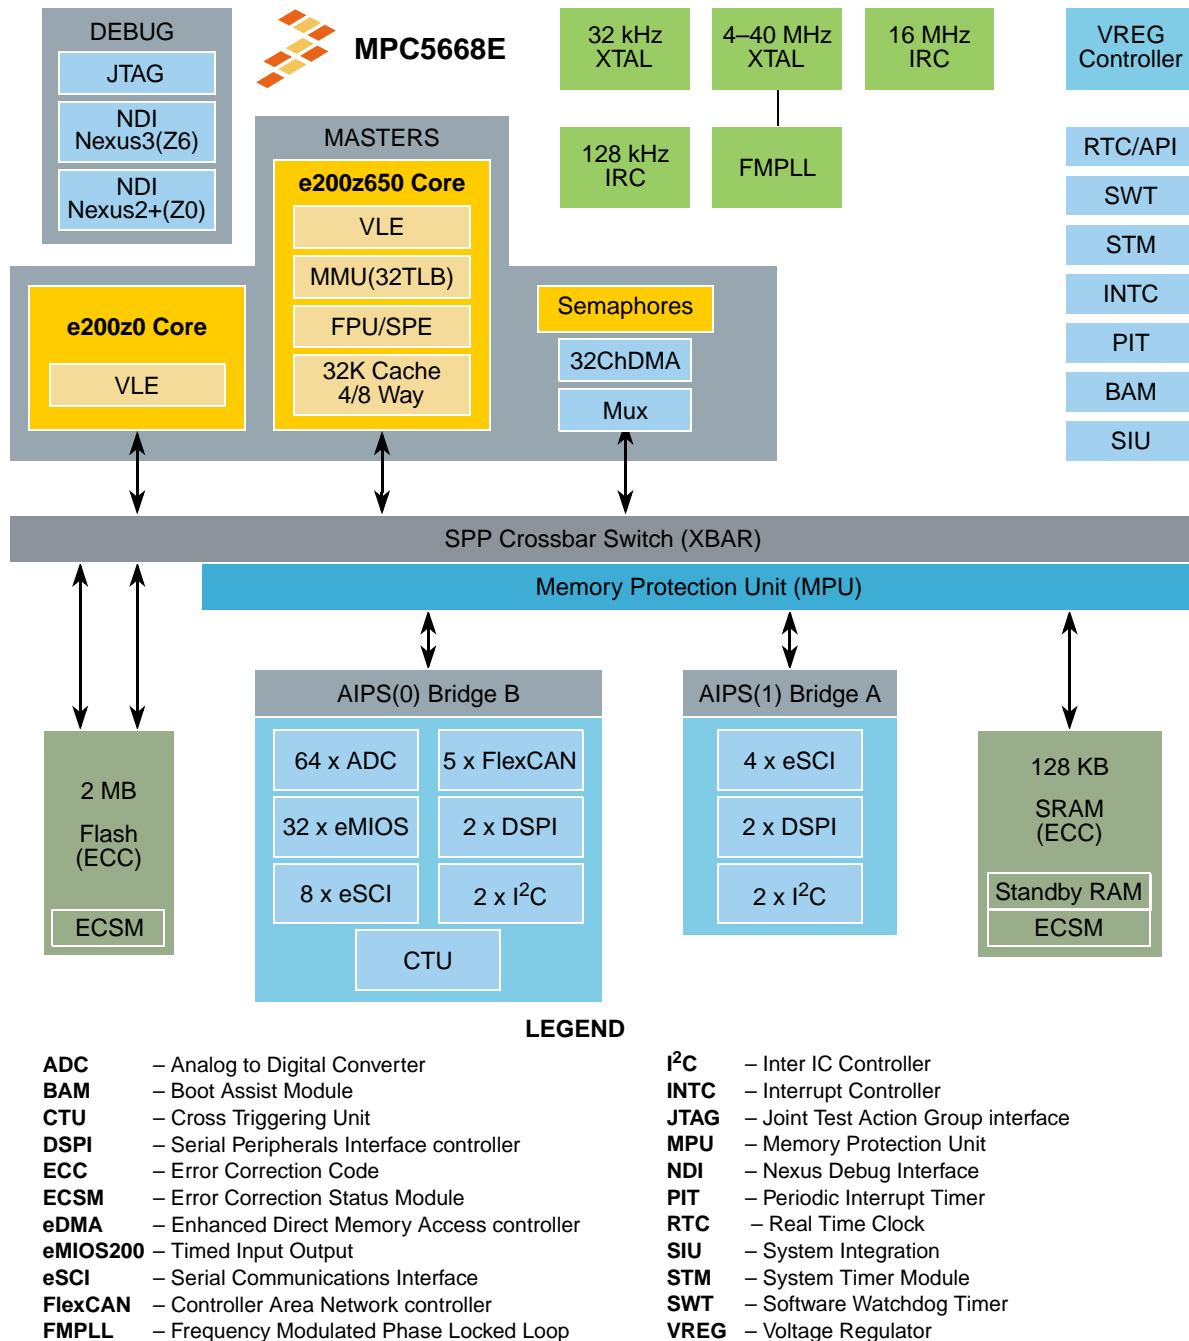 DEBUG
JTAG
NDI
Nexus3(Z6)
NDI
Nexus2+(Z0)
MPC5668E
32 kHz
XTAL
4–40 MHz
XTAL
16 MHz
IRC
128 kHz
IRC
FMPLL
VREG
Controller
RTC/API
SWT
STM
INTC
PIT
BAM
SIU
MASTERS
e200z650 Core
VLE
MMU(32TLB)
FPU/SPE
32K Cache
4/8 Way
e200z0 Core
VLE
Semaphores
32ChDMA
Mux
SPP Crossbar Switch (XBAR)
Memory Protection Unit (MPU)
2 MB
Flash
(ECC)
ECSM
AIPS(0) Bridge B
64 x ADC
5 x FlexCAN
32 x eMIOS
2 x DSPI
8 x eSCI
2 x I²C
CTU
AIPS(1) Bridge A
4 x eSCI
2 x DSPI
2 x I²C
128 KB
SRAM
(ECC)
Standby RAM
ECSM
LEGEND
ADC – Analog to Digital Converter
BAM – Boot Assist Module
CTU – Cross Triggering Unit
DSPI – Serial Peripherals Interface controller
ECC – Error Correction Code
ECSM – Error Correction Status Module
eDMA – Enhanced Direct Memory Access controller
eMIOS200 – Timed Input Output
eSCI – Serial Communications Interface
FlexCAN – Controller Area Network controller
FMPLL – Frequency Modulated Phase Locked Loop
I²C – Inter IC Controller
INTC – Interrupt Controller
JTAG – Joint Test Action Group interface
MPU – Memory Protection Unit
NDI – Nexus Debug Interface
PIT – Periodic Interrupt Timer
RTC – Real Time Clock
SIU – System Integration
STM – System Timer Module
SWT – Software Watchdog Timer
VREG – Voltage Regulator